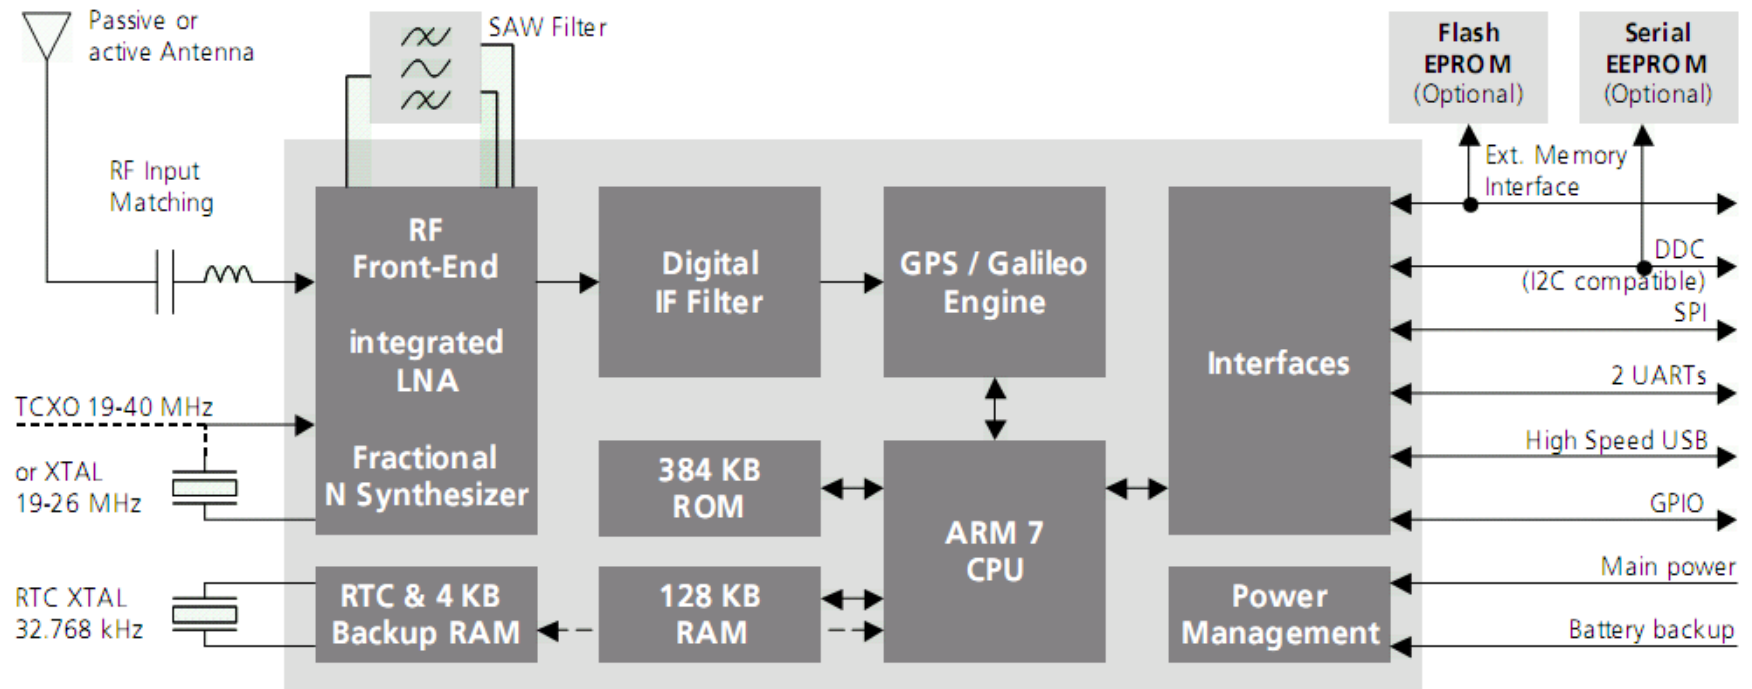 Passive or
active Antenna
SAW Filter
Flash
EPROM
(Optional)
Serial
EEPROM
(Optional)
RF Input
Matching
Ext. Memory
Interface
RF
Front-End
integrated
LNA
Fractional
N Synthesizer
Digital
IF Filter
GPS / Galileo
Engine
Interfaces
DDC
(I2C compatible)
SPI
2 UARTs
High Speed USB
GPIO
TCXO 19-40 MHz
or XTAL
19-26 MHz
384 KB
ROM
ARM 7
CPU
RTC XTAL
32.768 kHz
RTC & 4 KB
Backup RAM
128 KB
RAM
Power
Management
Main power
Battery backup